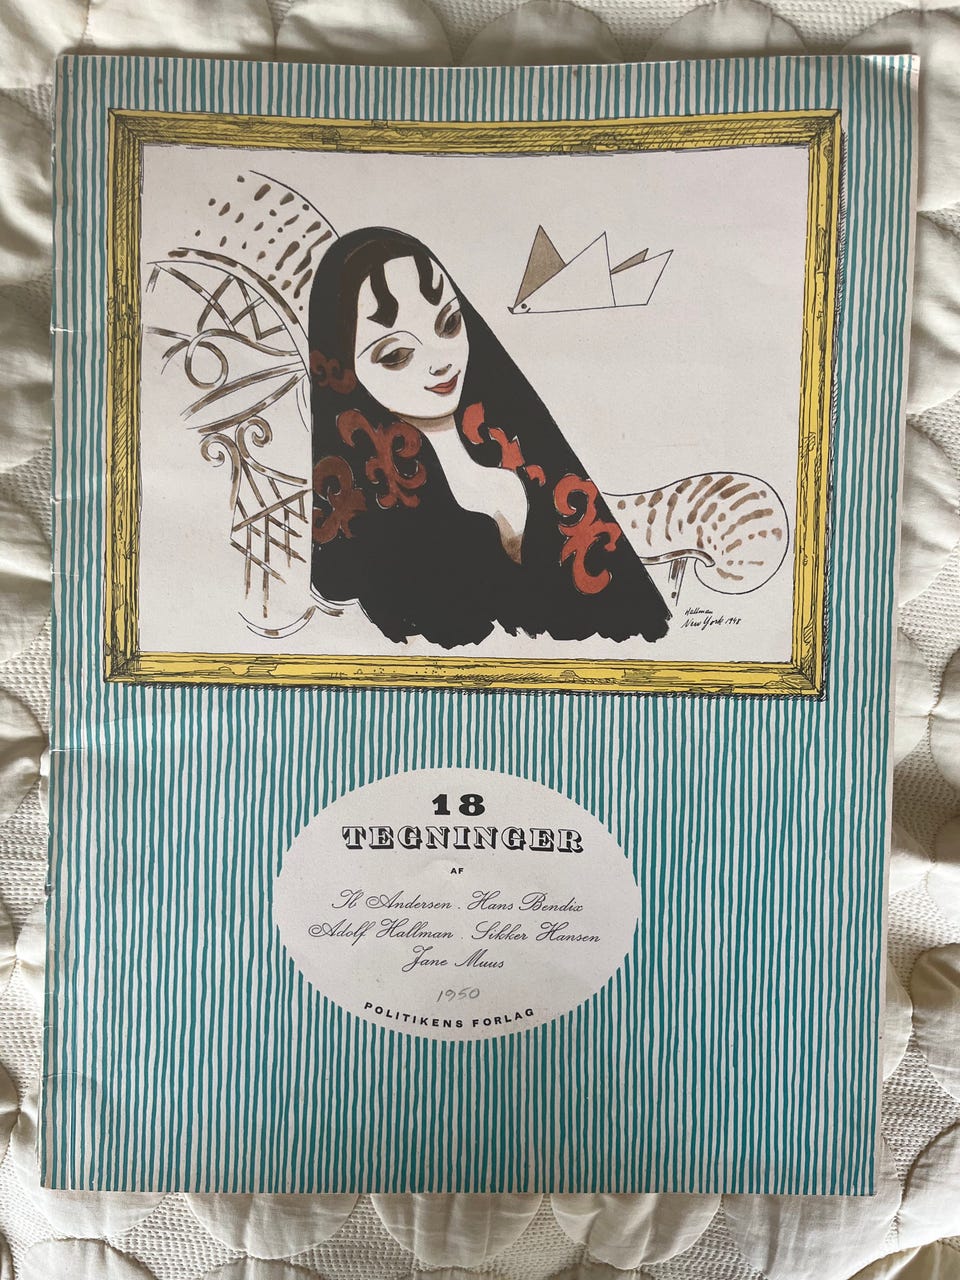 Hallman
New York 1948
18
TEGNINGER
AF
Ib Andersen . Hans Bendix
Adolf Hallman . Sikker Hansen
Jane Muus
1950
POLITIKENS FORLAG